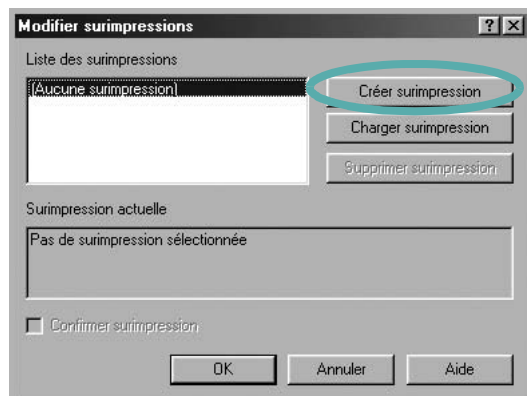 Modifier surimpressions
Liste des surimpressions
(Aucune surimpression)
Créer surimpression
Charger surimpression
Supprimer surimpression
Surimpression actuelle
Pas de surimpression sélectionnée
Confirmer surimpression
OK
Annuler
Aide